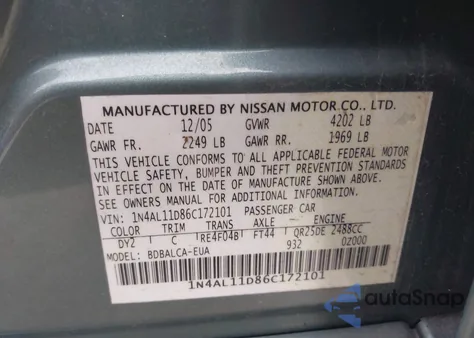 MANUFACTURED BY NISSAN MOTOR CO., LTD.
DATE 12/05 GVWR 4202 LB
GAWR FR. 2249 LB GAWR RR. 1969 LB
THIS VEHICLE CONFORMS TO ALL APPLICABLE FEDERAL MOTOR
VEHICLE SAFETY, BUMPER AND THEFT PREVENTION STANDARDS
IN EFFECT ON THE DATE OF MANUFACTURE SHOWN ABOVE.
SEE OWNERS MANUAL FOR ADDITIONAL INFORMATION
VIN: 1N4AL11D86C172101 PASSENGER CAR
COLOR TRIM TRANS AXLE ENGINE
DY2 C RE4F04B FT44 QR25DE 2488CC
MODEL: BDBALCA-EUA 932 0Z000
1N4AL11D86C172101
autoSnap